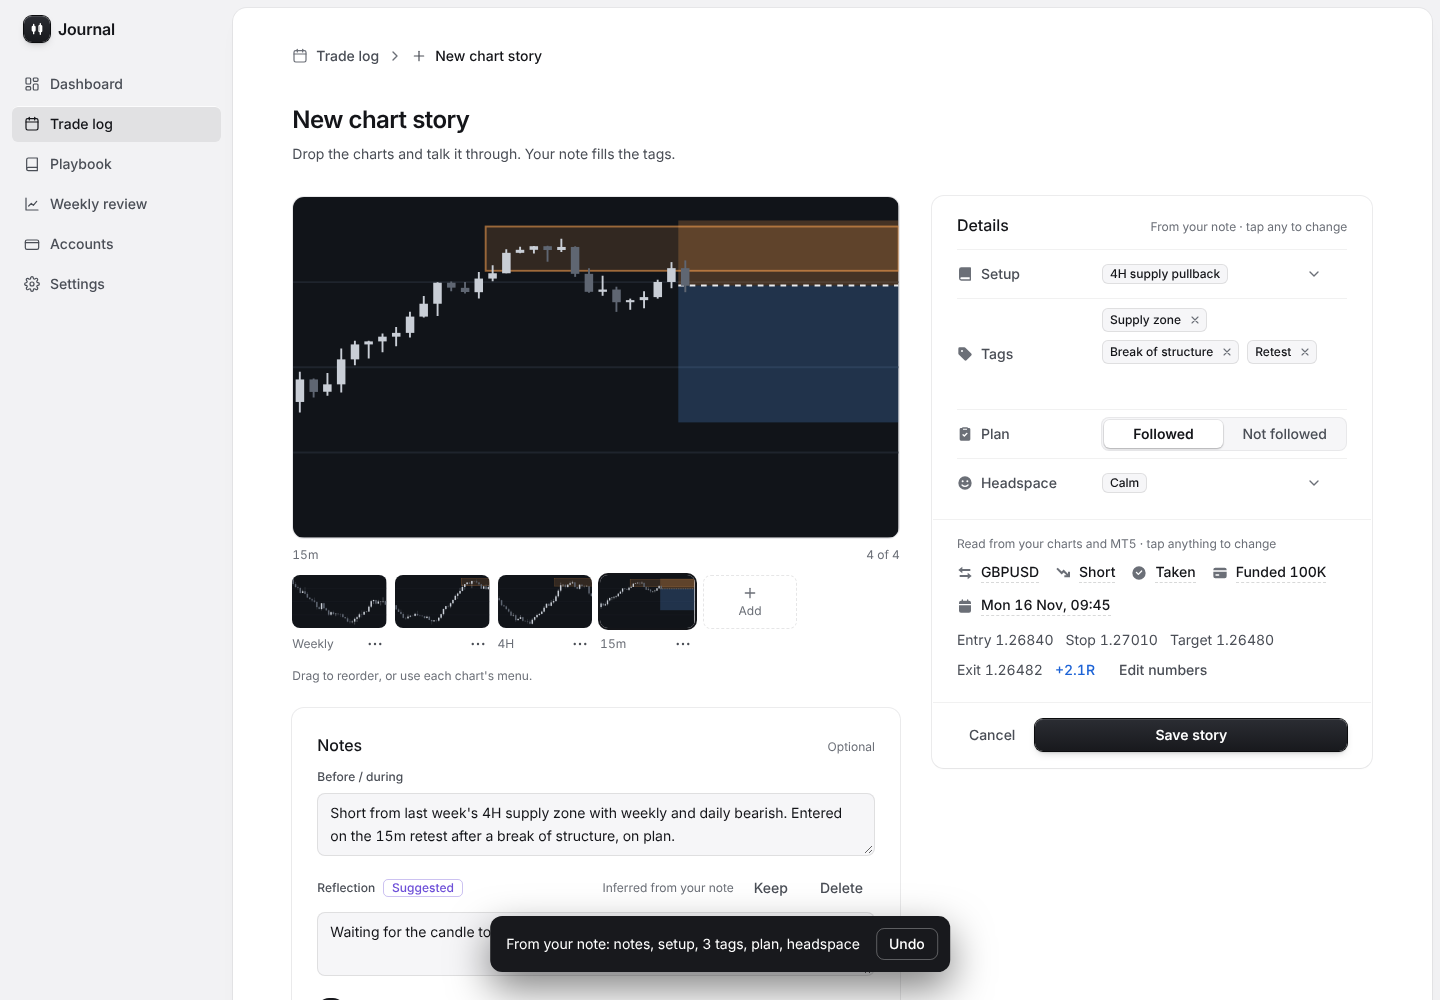 Journal
Dashboard
Trade log
Playbook
Weekly review
Accounts
Settings
Trade log
New chart story
New chart story
Drop the charts and talk it through. Your note fills the tags.
15m
4 of 4
Weekly
4H
15m
Add
Drag to reorder, or use each chart's menu.
Notes
Optional
Before / during
Short from last week's 4H supply zone with weekly and daily bearish. Entered
on the 15m retest after a break of structure, on plan.
Reflection
Suggested
Inferred from your note
Keep
Delete
Waiting for the candle to
From your note: notes, setup, 3 tags, plan, headspace
Undo
Details
From your note · tap any to change
Setup
4H supply pullback
Tags
Supply zone
Break of structure
Retest
Plan
Followed
Not followed
Headspace
Calm
Read from your charts and MT5 · tap anything to change
GBPUSD
Short
Taken
Funded 100K
Mon 16 Nov, 09:45
Entry 1.26840 Stop 1.27010 Target 1.26480
Exit 1.26482 +2.1R Edit numbers
Cancel
Save story